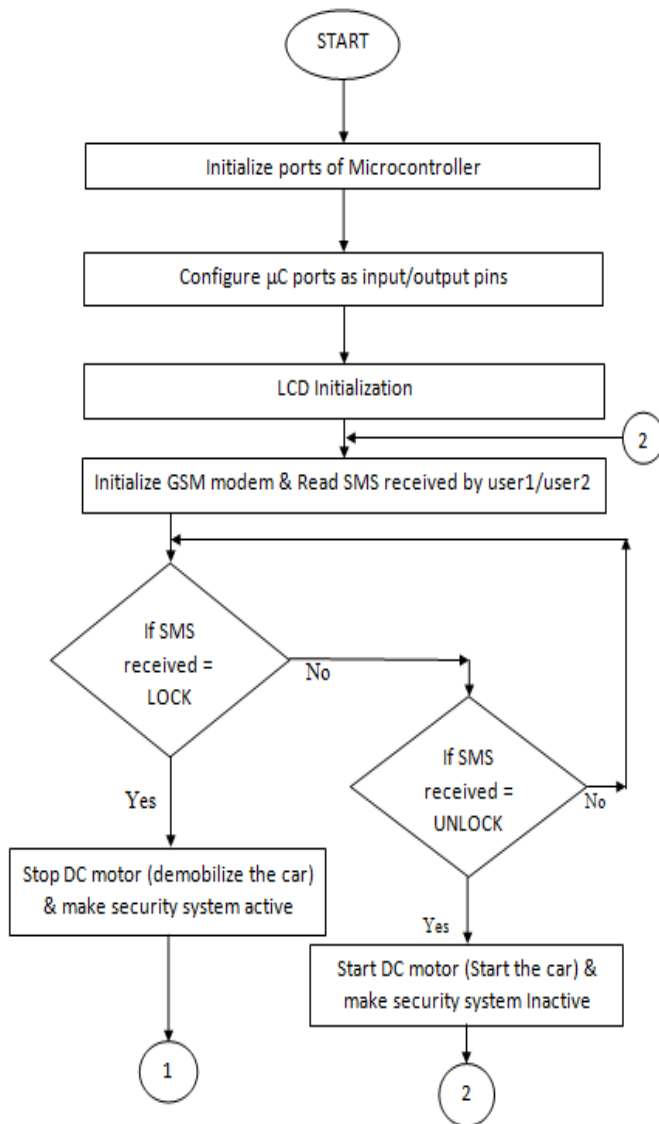 START
Initialize ports of Microcontroller
Configure µC ports as input/output pins
LCD Initialization
2
Initialize GSM modem & Read SMS received by user1/user2
If SMS
received =
LOCK
No
If SMS
received =
UNLOCK
No
Yes
Stop DC motor (demobilize the car)
& make security system active
Yes
Start DC motor (Start the car) &
make security system Inactive
1
2